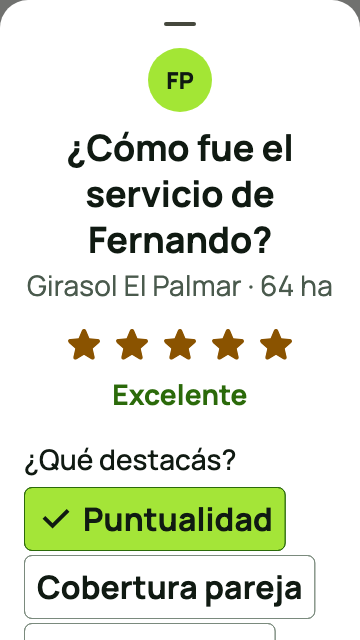 FP
¿Cómo fue el
servicio de
Fernando?
Girasol El Palmar · 64 ha
Excelente
¿Qué destacás?
Puntualidad
Cobertura pareja